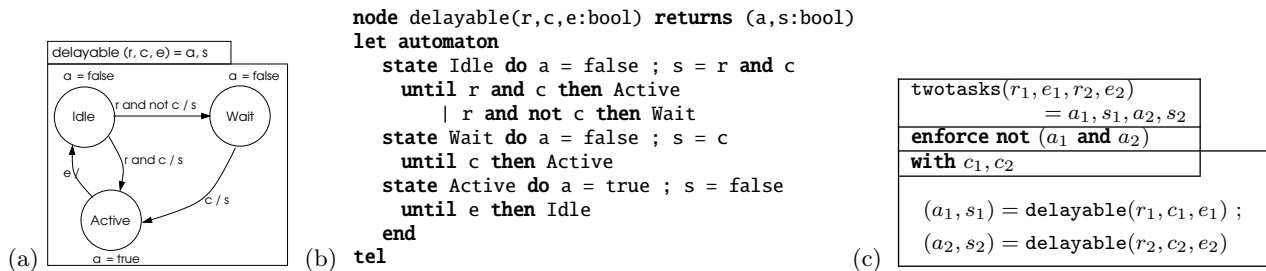 delayable (r, c, e) = a, s
a = false
a = false
Idle
r and not c / s
Wait
r and c / s
e /
c / s
Active
a = true
(a)
node delayable(r,c,e:bool) returns (a,s:bool)
let automaton
state Idle do a = false ; s = r and c
until r and c then Active
| r and not c then Wait
state Wait do a = false ; s = c
until c then Active
state Active do a = true ; s = false
until e then Idle
end
tel
(b)
twotasks(r₁, e₁, r₂, e₂)
= a₁, s₁, a₂, s₂
enforce not (a₁ and a₂)
with c₁, c₂
(a₁, s₁) = delayable(r₁, c₁, e₁) ;
(a₂, s₂) = delayable(r₂, c₂, e₂)
(c)